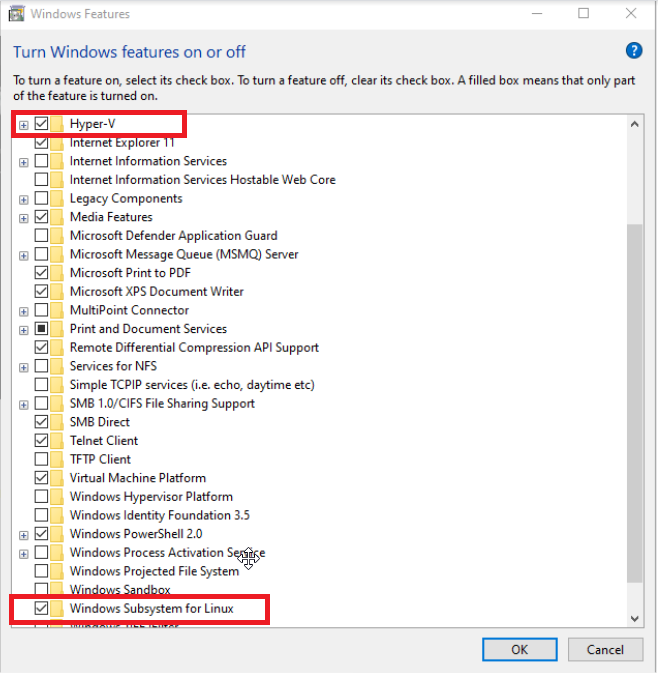 Windows Features
Turn Windows features on or off
To turn a feature on, select its check box. To turn a feature off, clear its check box. A filled box means that only part
of the feature is turned on.
Hyper-V
Internet Explorer 11
Internet Information Services
Internet Information Services Hostable Web Core
Legacy Components
Media Features
Microsoft Defender Application Guard
Microsoft Message Queue (MSMQ) Server
Microsoft Print to PDF
Microsoft XPS Document Writer
MultiPoint Connector
Print and Document Services
Remote Differential Compression API Support
Services for NFS
Simple TCPIP services (i.e. echo, daytime etc)
SMB 1.0/CIFS File Sharing Support
SMB Direct
Telnet Client
TFTP Client
Virtual Machine Platform
Windows Hypervisor Platform
Windows Identity Foundation 3.5
Windows PowerShell 2.0
Windows Process Activation Service
Windows Projected File System
Windows Sandbox
Windows Subsystem for Linux
OK Cancel